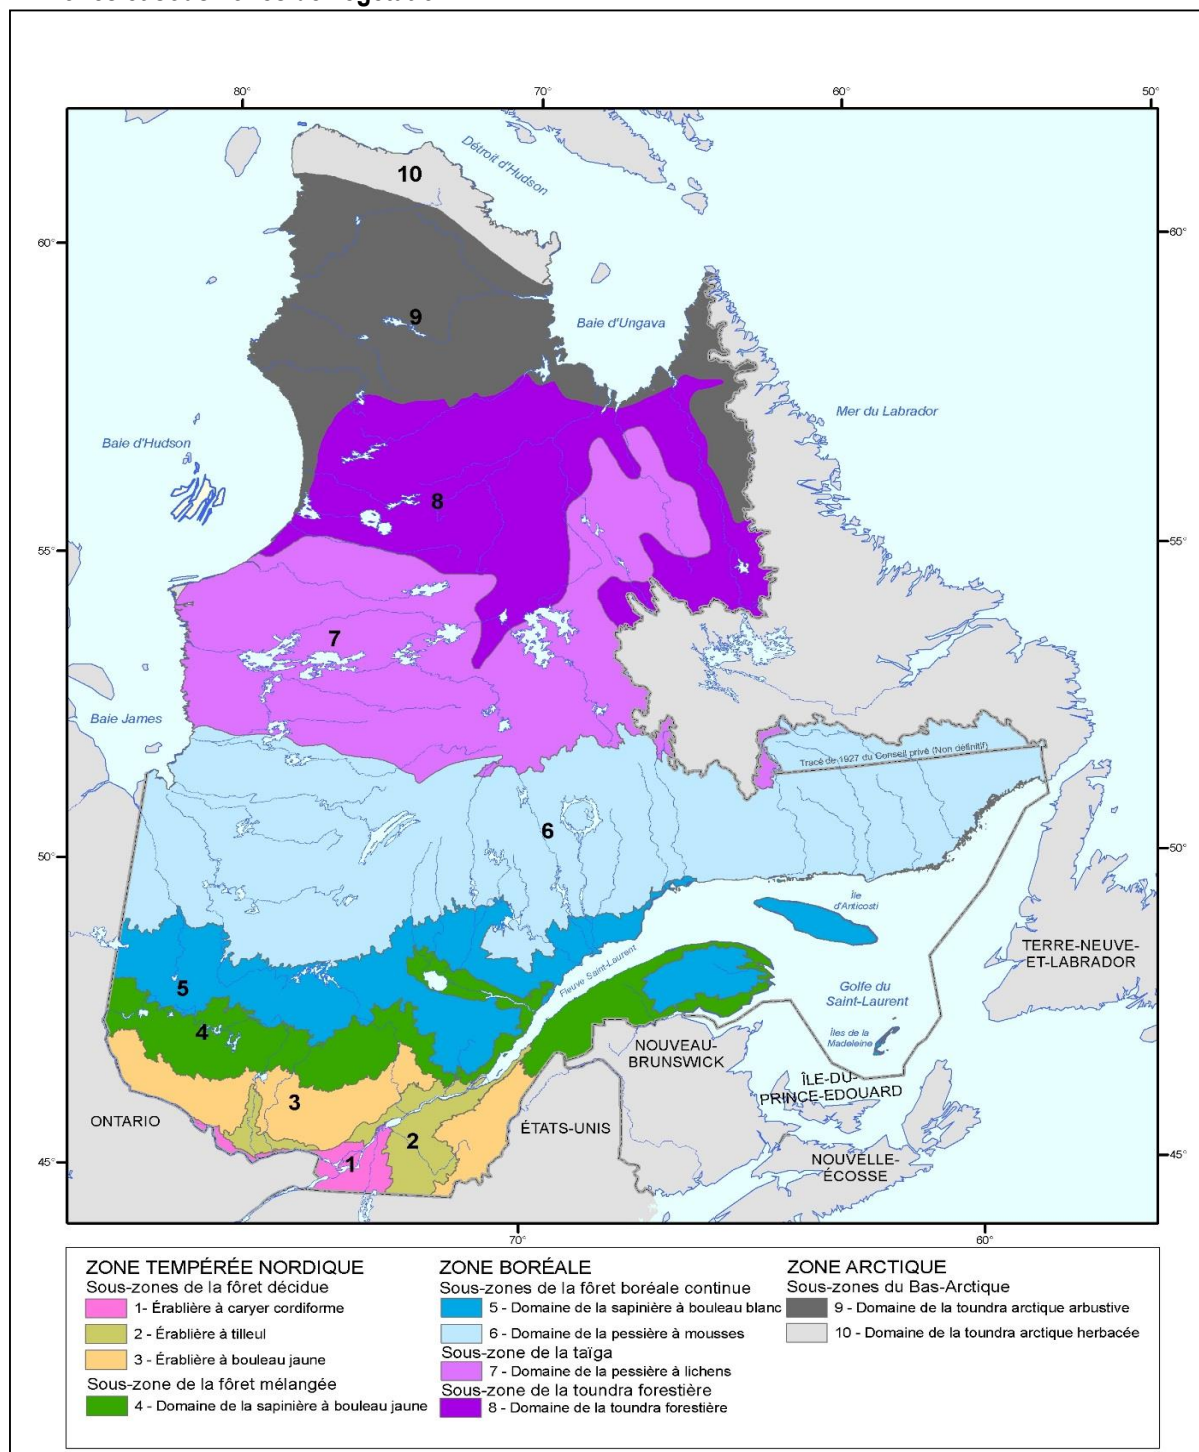 80°
70°
60°
50°
10
Détroit d'Hudson
60°
60°
9
Baie d'Ungava
Mer du Labrador
Baie d'Hudson
8
55°
55°
7
Baie James
Tracé de 1927 du Conseil privé (Non définitif)
6
50°
50°
Île
d'Anticosti
TERRE-NEUVE-
ET-LABRADOR
Fleuve Saint-Laurent
5
Golfe du
Saint-Laurent
4
Îles de la
Madeleine
NOUVEAU-
BRUNSWICK
ÎLE-DU-
PRINCE-EDOUARD
3
ONTARIO
ÉTATS-UNIS
2
1
45°
45°
NOUVELLE-
ÉCOSSE
70°
60°
ZONE TEMPÉRÉE NORDIQUE
Sous-zones de la fôret décidue
1- Érablière à caryer cordiforme
2 - Érablière à tilleul
3 - Érablière à bouleau jaune
Sous-zone de la fôret mélangée
4 - Domaine de la sapinière à bouleau jaune
ZONE BORÉALE
Sous-zones de la fôret boréale continue
5 - Domaine de la sapinière à bouleau blanc
6 - Domaine de la pessière à mousses
Sous-zone de la taïga
7 - Domaine de la pessière à lichens
Sous-zone de la toundra forestière
8 - Domaine de la toundra forestière
ZONE ARCTIQUE
Sous-zones du Bas-Arctique
9 - Domaine de la toundra arctique arbustive
10 - Domaine de la toundra arctique herbacée